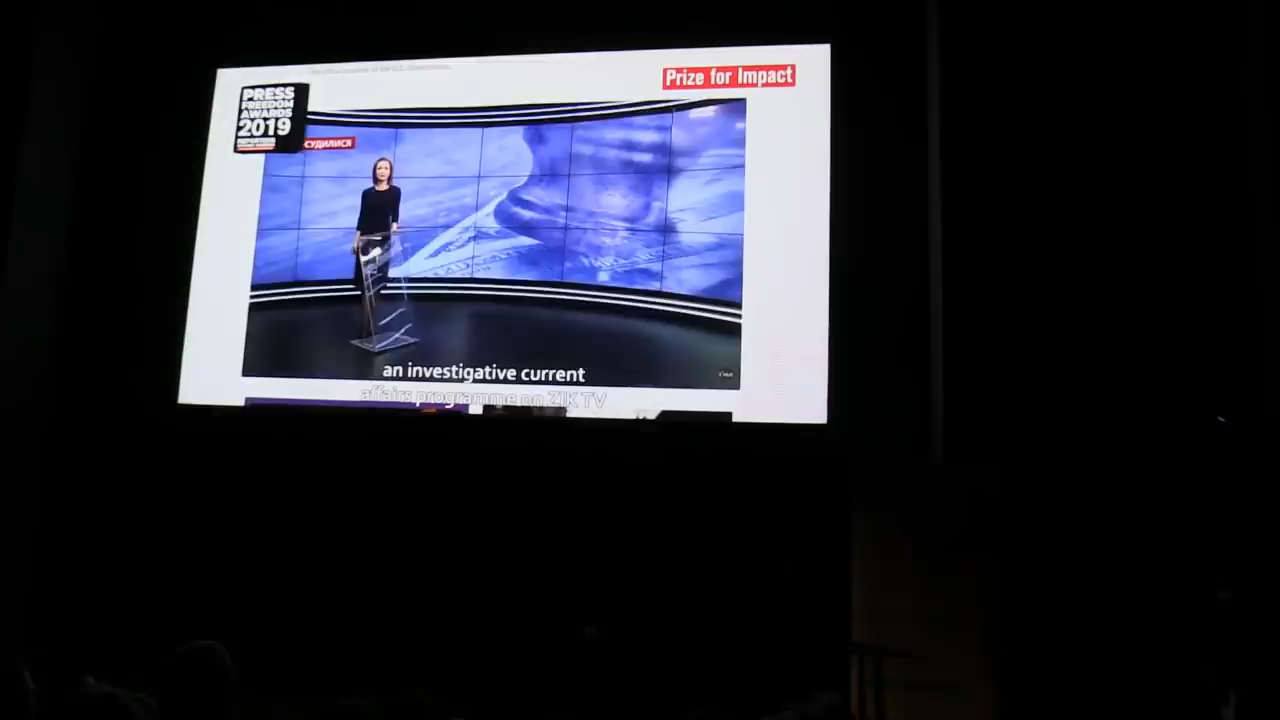 Prize for Impact
PRESS
FREEDOM
AWARDS
2019
СУДИЛИСЯ
an investigative current
affairs programme on ZIK TV